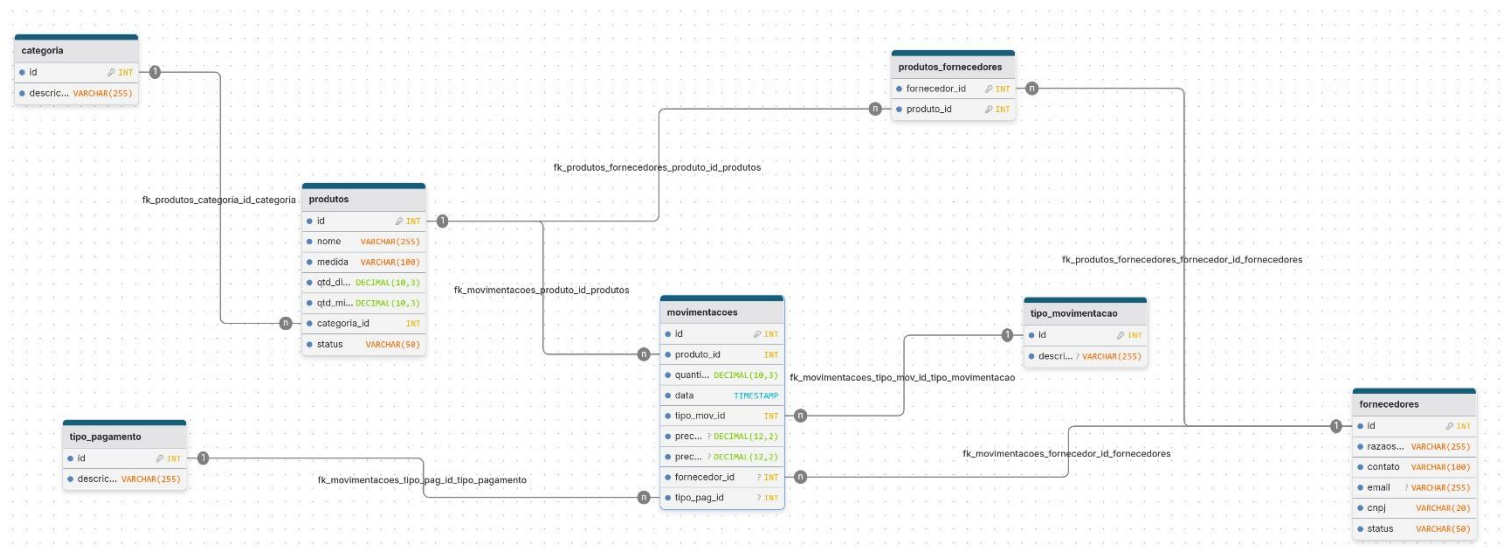 categoria
id INT
descric... VARCHAR(255)
1
produtos_fornecedores
fornecedor_id INT
produto_id INT
n
n
fk_produtos_fornecedores_produto_id_produtos
fk_produtos_categoria_id_categoria
produtos
id INT
nome VARCHAR(255)
medida VARCHAR(100)
qtd_di... DECIMAL(10,3)
qtd_mi... DECIMAL(10,3)
categoria_id INT
status VARCHAR(50)
1
n
fk_produtos_fornecedores_fornecedor_id_fornecedores
fk_movimentacoes_produto_id_produtos
movimentacoes
id INT
produto_id INT
quanti... DECIMAL(10,3)
data TIMESTAMP
tipo_mov_id INT
prec... ? DECIMAL(12,2)
prec... ? DECIMAL(12,2)
fornecedor_id ? INT
tipo_pag_id ? INT
n
n
n
n
tipo_movimentacao
id INT
descri... ? VARCHAR(255)
1
fk_movimentacoes_tipo_mov_id_tipo_movimentacao
fornecedores
id INT
razaos... VARCHAR(255)
contato VARCHAR(100)
email ? VARCHAR(255)
cnpj VARCHAR(20)
status VARCHAR(50)
1
tipo_pagamento
id INT
descric... VARCHAR(255)
1
fk_movimentacoes_fornecedor_id_fornecedores
fk_movimentacoes_tipo_pag_id_tipo_pagamento